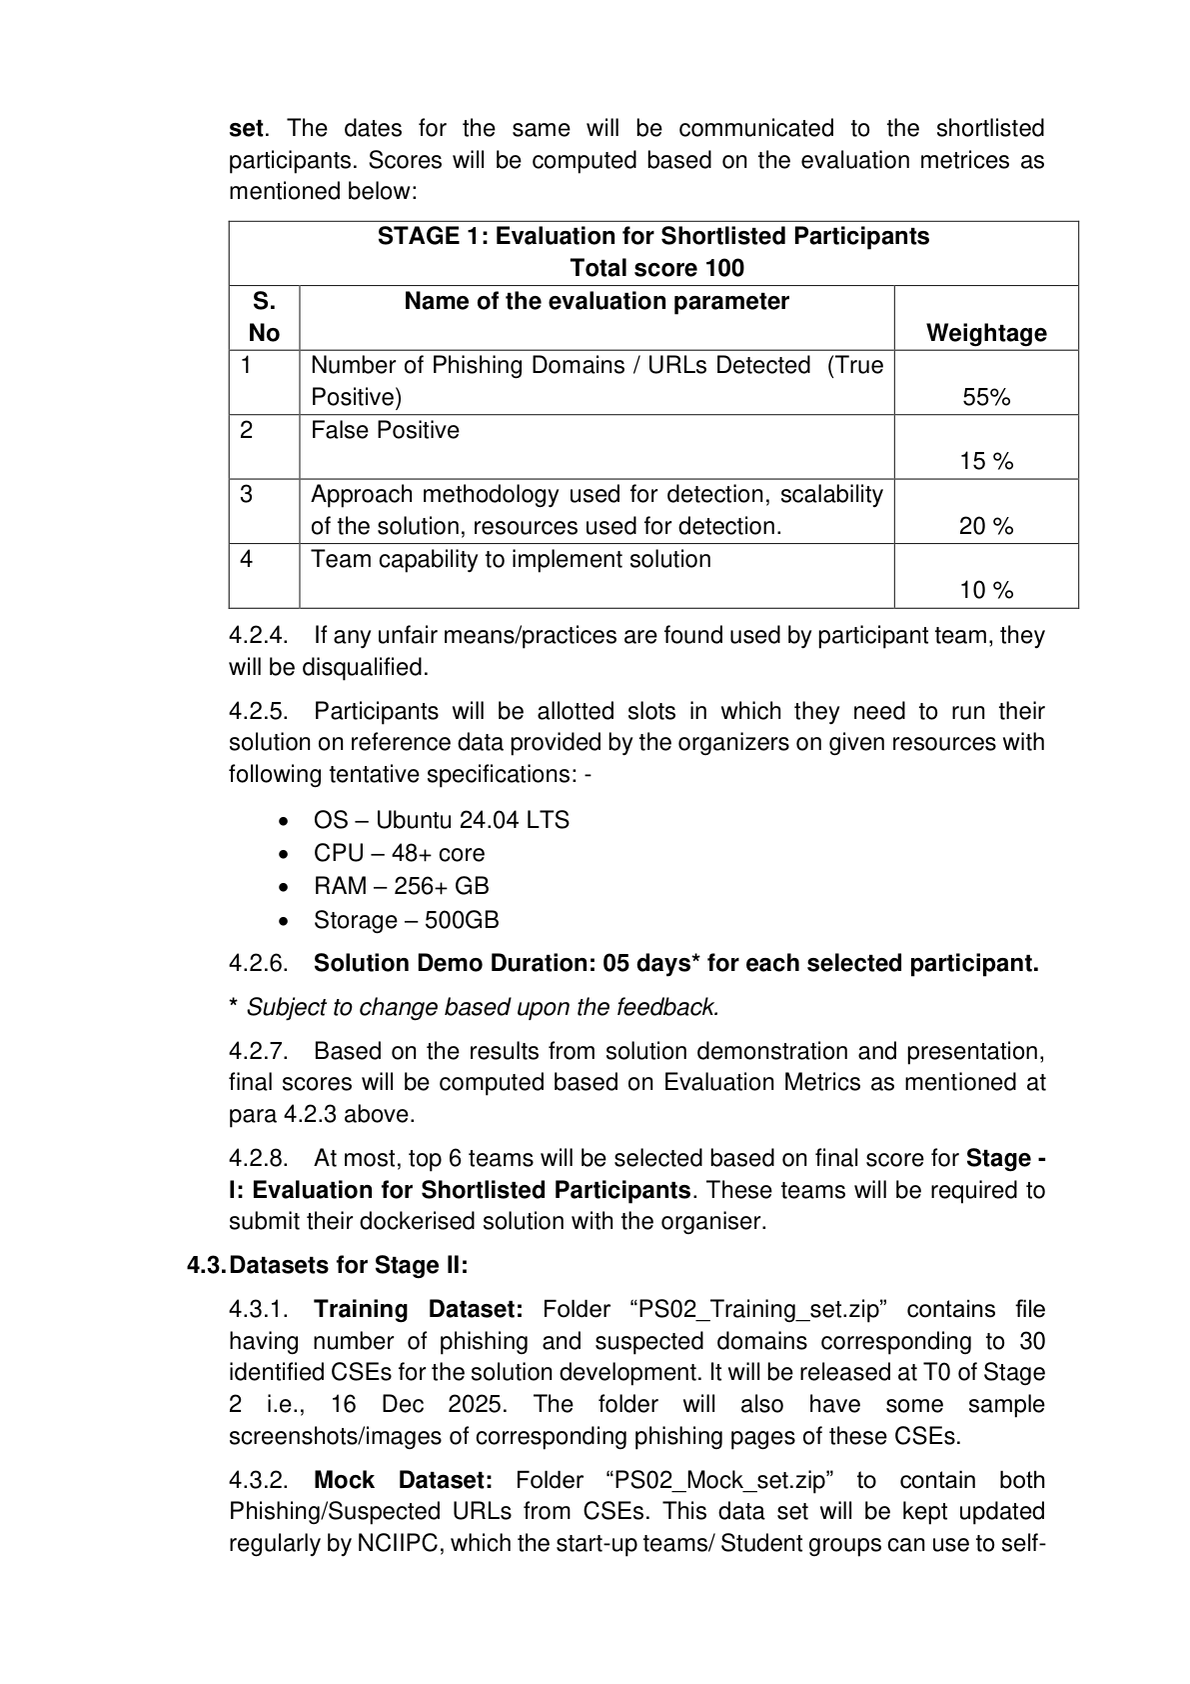 set. The dates for the same will be communicated to the shortlisted
participants. Scores will be computed based on the evaluation metrices as
mentioned below:
STAGE 1: Evaluation for Shortlisted Participants
Total score 100
S.
No
Name of the evaluation parameter
Weightage
1
Number of Phishing Domains / URLs Detected (True
Positive)
55%
2
False Positive
15 %
3
Approach methodology used for detection, scalability
of the solution, resources used for detection.
20 %
4
Team capability to implement solution
10 %
4.2.4. If any unfair means/practices are found used by participant team, they
will be disqualified.
4.2.5. Participants will be allotted slots in which they need to run their
solution on reference data provided by the organizers on given resources with
following tentative specifications: -
• OS – Ubuntu 24.04 LTS
• CPU – 48+ core
• RAM – 256+ GB
• Storage – 500GB
4.2.6. Solution Demo Duration: 05 days* for each selected participant.
* Subject to change based upon the feedback.
4.2.7. Based on the results from solution demonstration and presentation,
final scores will be computed based on Evaluation Metrics as mentioned at
para 4.2.3 above.
4.2.8. At most, top 6 teams will be selected based on final score for Stage -
I: Evaluation for Shortlisted Participants. These teams will be required to
submit their dockerised solution with the organiser.
4.3. Datasets for Stage II:
4.3.1. Training Dataset: Folder “PS02_Training_set.zip” contains file
having number of phishing and suspected domains corresponding to 30
identified CSEs for the solution development. It will be released at T0 of Stage
2 i.e., 16 Dec 2025. The folder will also have some sample
screenshots/images of corresponding phishing pages of these CSEs.
4.3.2. Mock Dataset: Folder “PS02_Mock_set.zip” to contain both
Phishing/Suspected URLs from CSEs. This data set will be kept updated
regularly by NCIIPC, which the start-up teams/ Student groups can use to self-